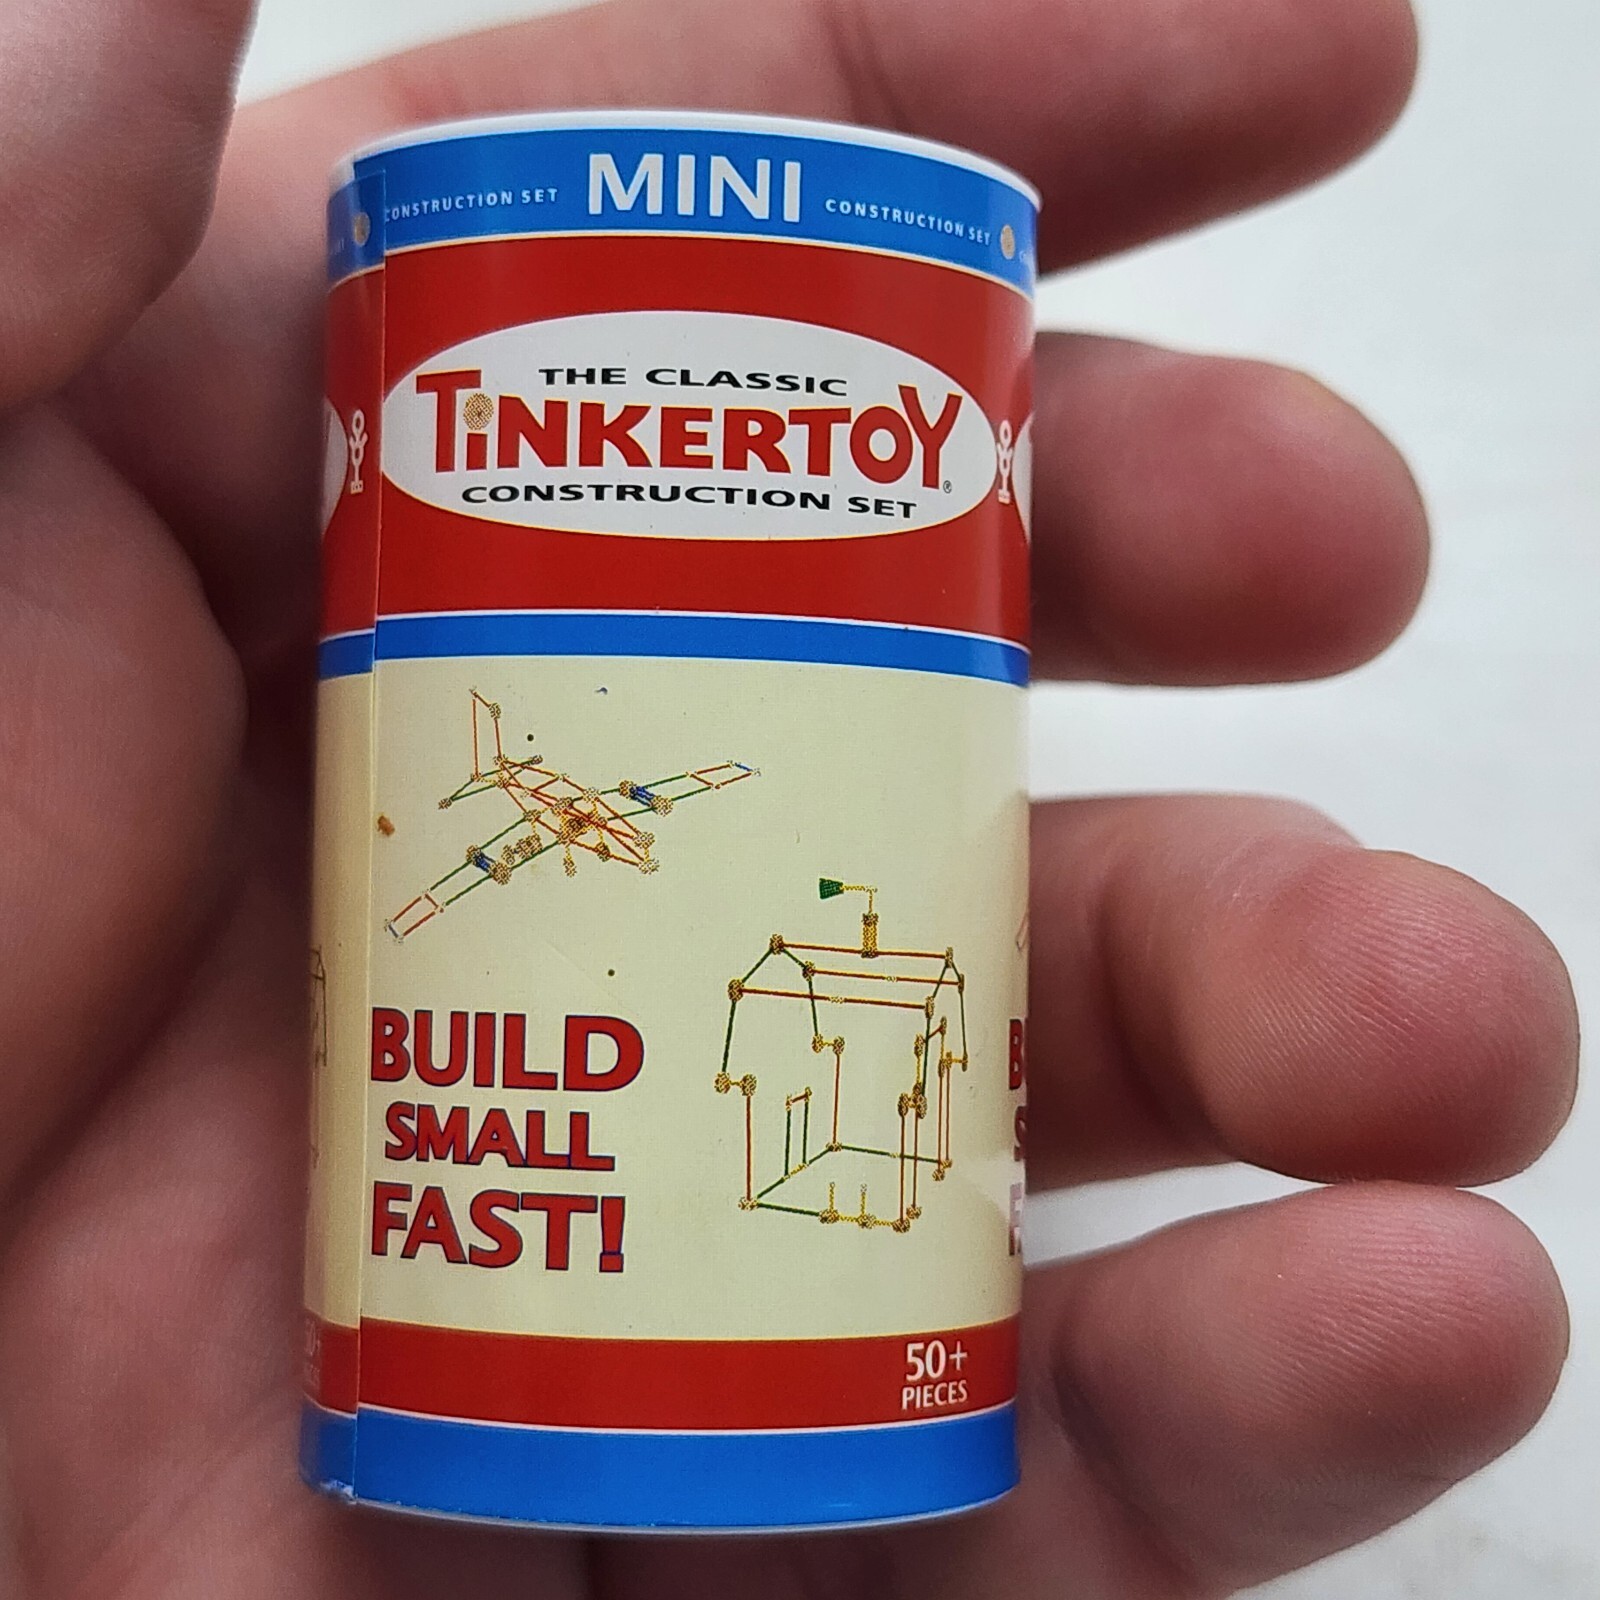 CONSTRUCTION SET MINI CONSTRUCTION SET
THE CLASSIC
TiNKERTOY®
CONSTRUCTION SET
BUILD
SMALL
FAST!
50+
PIECES